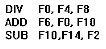 DIV F0, F4, F8
ADD F6, F0, F10
SUB F10,F14, F2